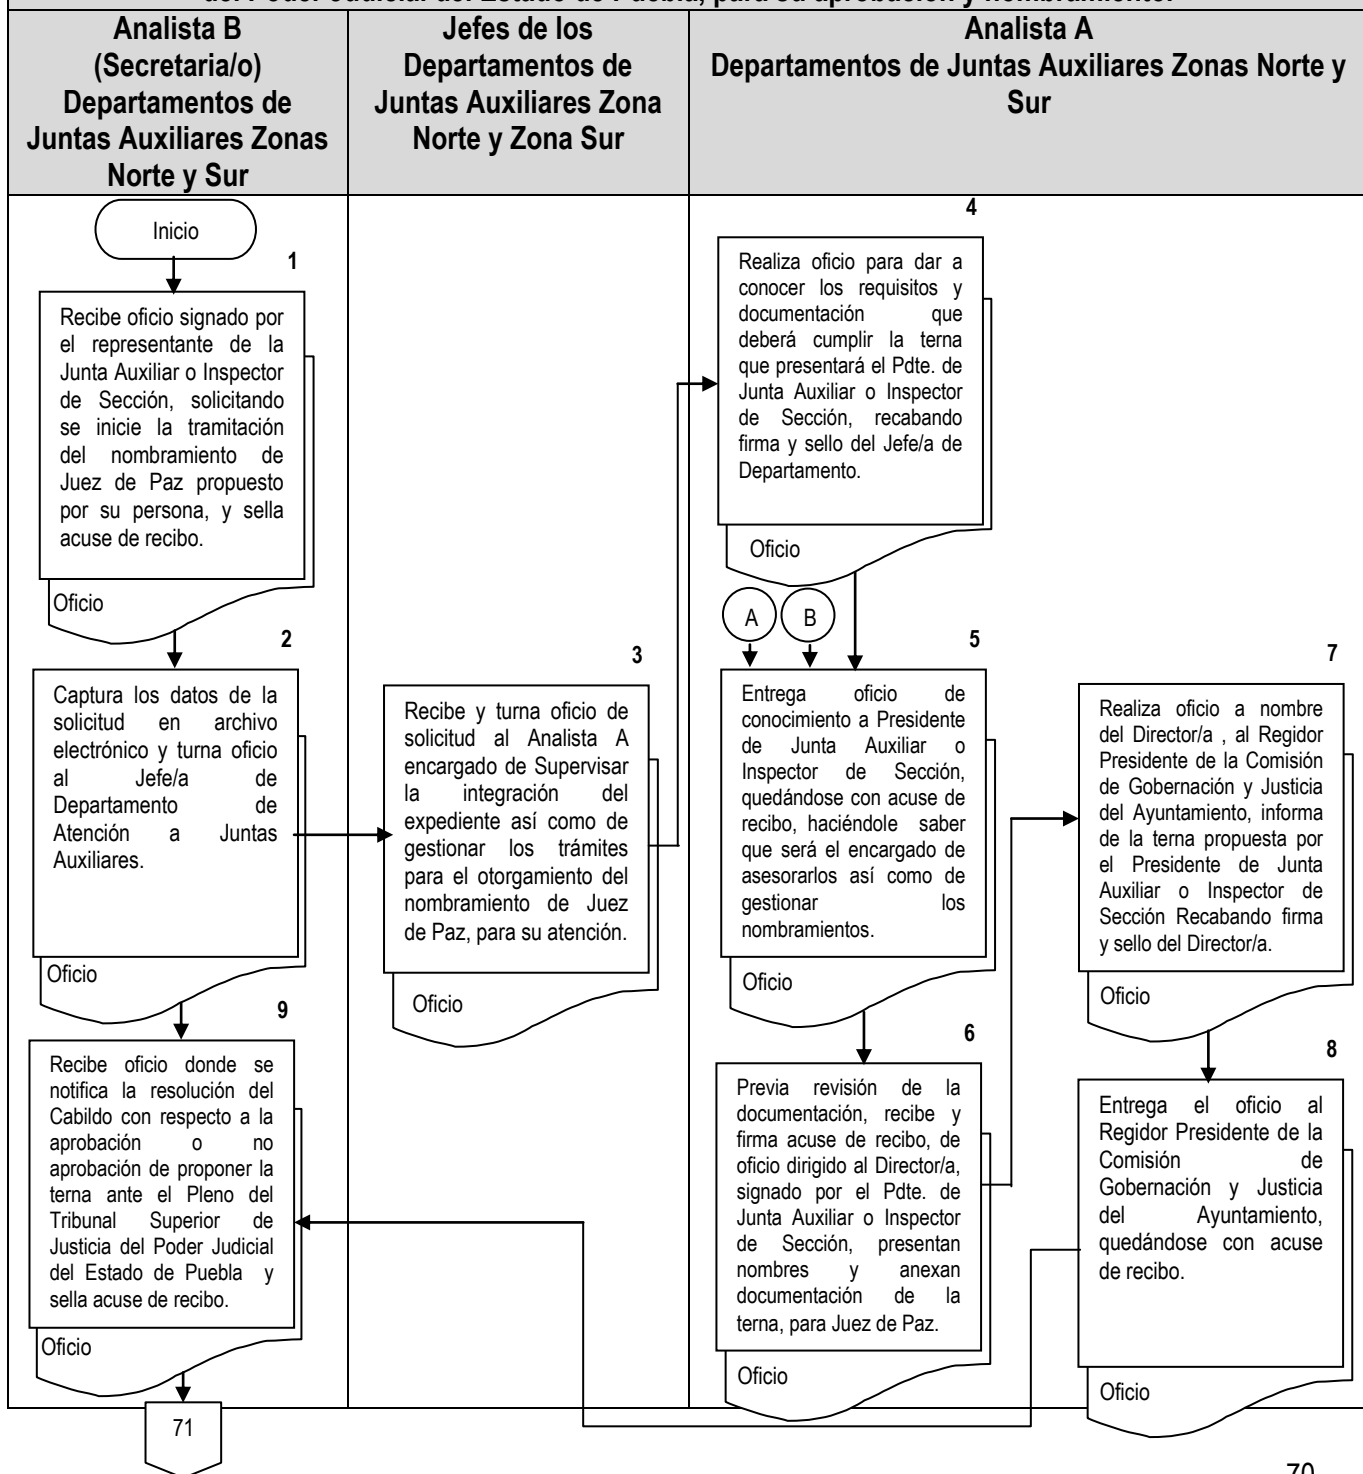 del Poder Judicial del Estado de Puebla, para su aprobación y nombramiento.
Analista B
(Secretaria/o)
Departamentos de
Juntas Auxiliares Zonas
Norte y Sur
Jefes de los
Departamentos de
Juntas Auxiliares Zona
Norte y Zona Sur
Analista A
Departamentos de Juntas Auxiliares Zonas Norte y
Sur
Inicio
1
Recibe oficio signado por
el representante de la
Junta Auxiliar o Inspector
de Sección, solicitando
se inicie la tramitación
del nombramiento de
Juez de Paz propuesto
por su persona, y sella
acuse de recibo.
Oficio
2
Captura los datos de la
solicitud en archivo
electrónico y turna oficio
al Jefe/a de
Departamento de
Atención a Juntas
Auxiliares.
Oficio
3
Recibe y turna oficio de
solicitud al Analista A
encargado de Supervisar
la integración del
expediente así como de
gestionar los trámites
para el otorgamiento del
nombramiento de Juez
de Paz, para su atención.
Oficio
4
Realiza oficio para dar a
conocer los requisitos y
documentación que
deberá cumplir la terna
que presentará el Pdte. de
Junta Auxiliar o Inspector
de Sección, recabando
firma y sello del Jefe/a de
Departamento.
Oficio
A
B
5
Entrega oficio de
conocimiento a Presidente
de Junta Auxiliar o
Inspector de Sección,
quedándose con acuse de
recibo, haciéndole saber
que será el encargado de
asesorarlos así como de
gestionar los
nombramientos.
Oficio
6
Previa revisión de la
documentación, recibe y
firma acuse de recibo, de
oficio dirigido al Director/a,
signado por el Pdte. de
Junta Auxiliar o Inspector
de Sección, presentan
nombres y anexan
documentación de la
terna, para Juez de Paz.
Oficio
7
Realiza oficio a nombre
del Director/a , al Regidor
Presidente de la Comisión
de Gobernación y Justicia
del Ayuntamiento, informa
de la terna propuesta por
el Presidente de Junta
Auxiliar o Inspector de
Sección Recabando firma
y sello del Director/a.
Oficio
8
Entrega el oficio al
Regidor Presidente de la
Comisión de
Gobernación y Justicia
del Ayuntamiento,
quedándose con acuse
de recibo.
Oficio
9
Recibe oficio donde se
notifica la resolución del
Cabildo con respecto a la
aprobación o no
aprobación de proponer la
terna ante el Pleno del
Tribunal Superior de
Justicia del Poder Judicial
del Estado de Puebla y
sella acuse de recibo.
Oficio
71
70